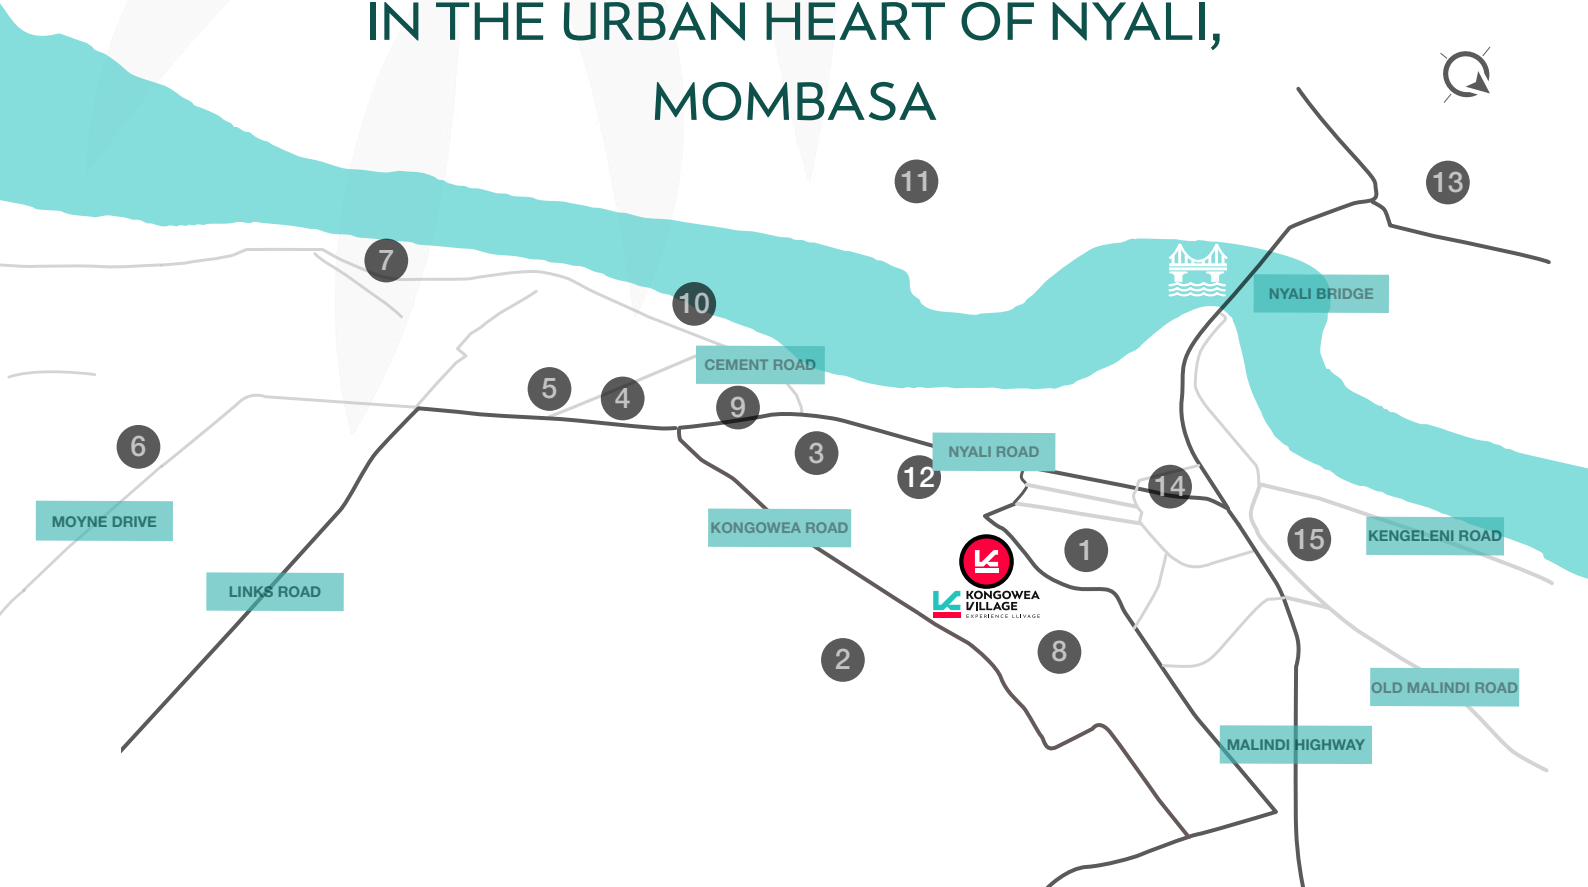 IN THE URBAN HEART OF NYALI,
MOMBASA
11
13
7
NYALI BRIDGE
10
CEMENT ROAD
5
4
9
6
3
NYALI ROAD
12
14
MOYNE DRIVE
KONGOWEA ROAD
15
KENGELENI ROAD
1
LINKS ROAD
KONGOWEA
VILLAGE
EXPERIENCE LLIVAGE
2
8
OLD MALINDI ROAD
MALINDI HIGHWAY